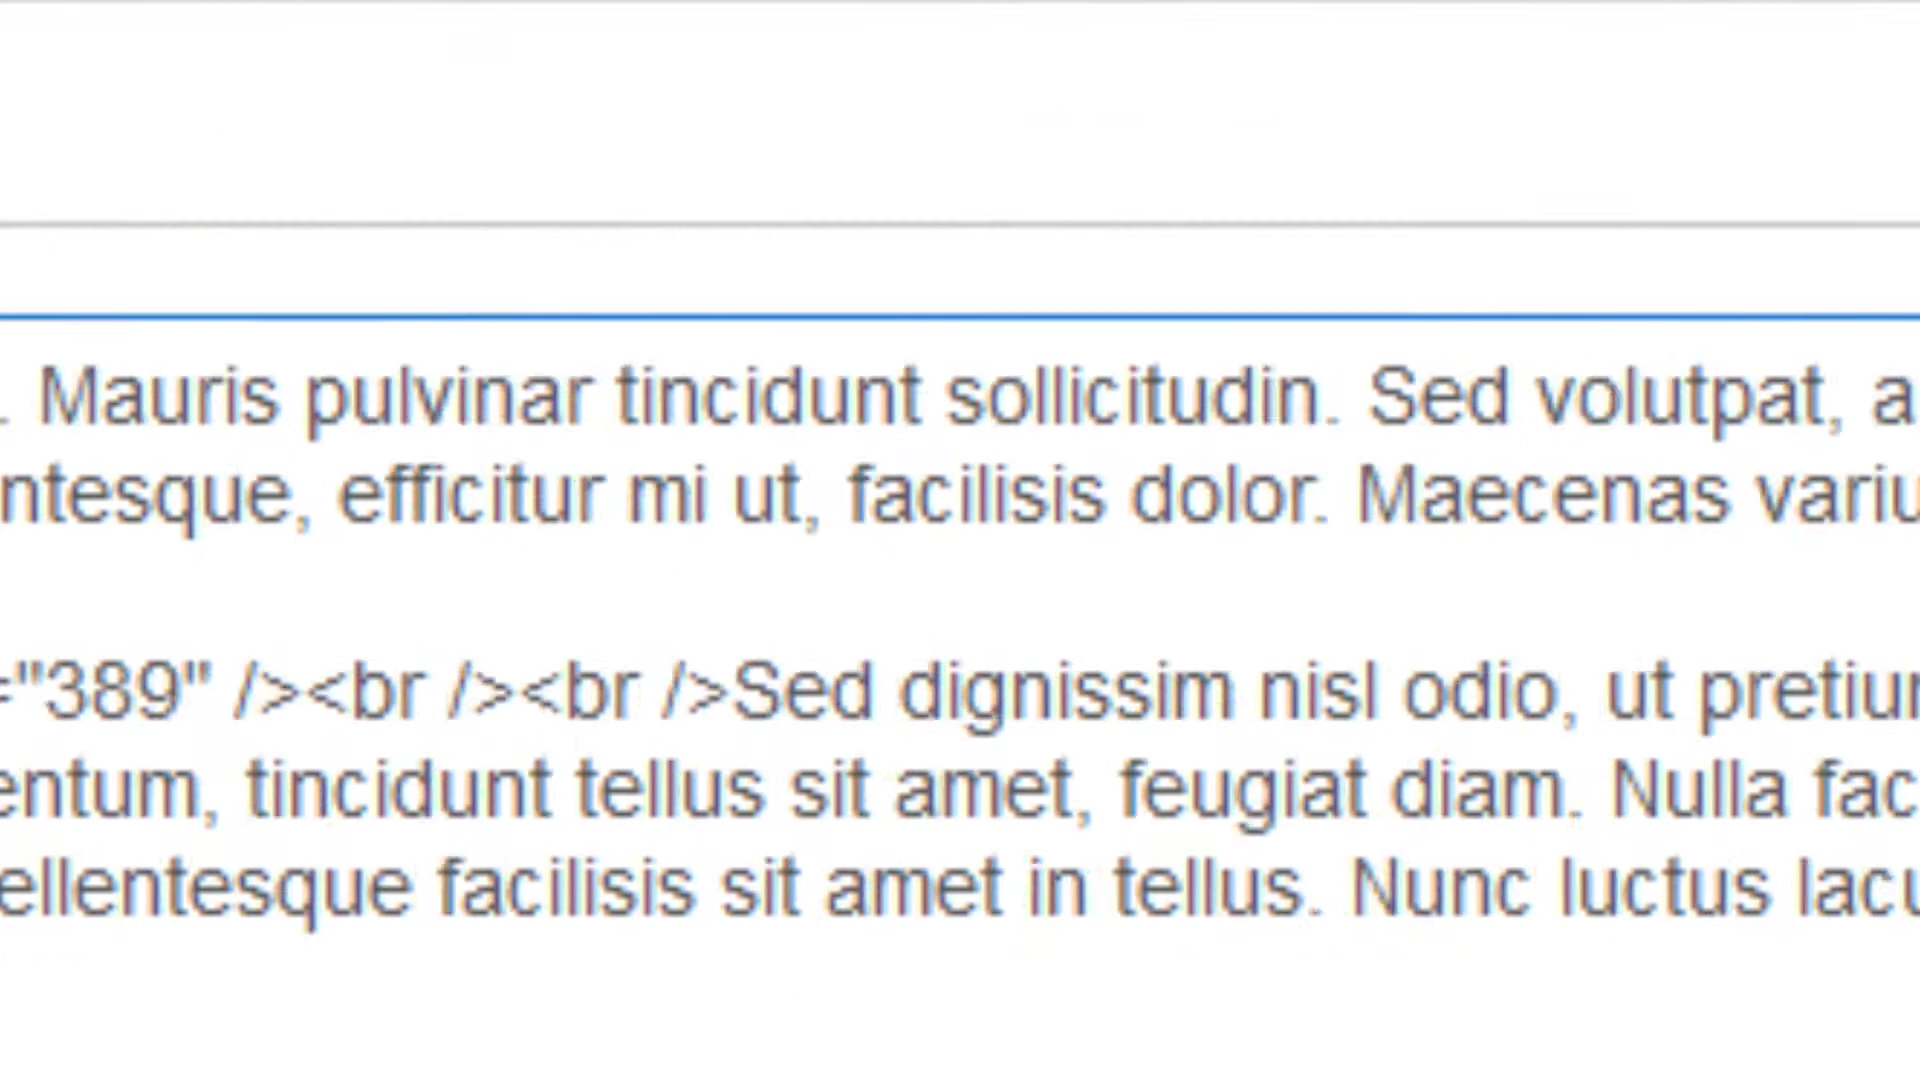 . Mauris pulvinar tincidunt sollicitudin. Sed volutpat, a
ntesque, efficitur mi ut, facilisis dolor. Maecenas variu
="389" /><br /><br />Sed dignissim nisl odio, ut pretiu
entum, tincidunt tellus sit amet, feugiat diam. Nulla fac
ellentesque facilisis sit amet in tellus. Nunc luctus lacu